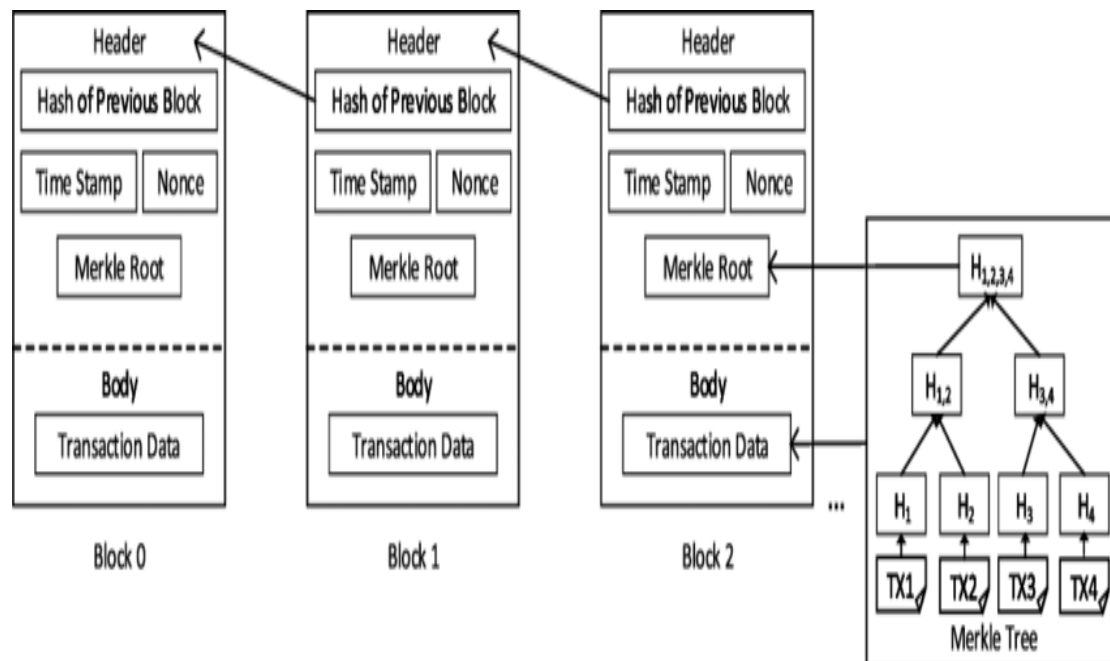 Header
Hash of Previous Block
Time Stamp
Nonce
Merkle Root
Body
Transaction Data
Block 0
Header
Hash of Previous Block
Time Stamp
Nonce
Merkle Root
Body
Transaction Data
Block 1
Header
Hash of Previous Block
Time Stamp
Nonce
Merkle Root
Body
Transaction Data
Block 2
...
H1,2,3,4
H1,2
H3,4
H1
H2
H3
H4
TX1
TX2
TX3
TX4
Merkle Tree